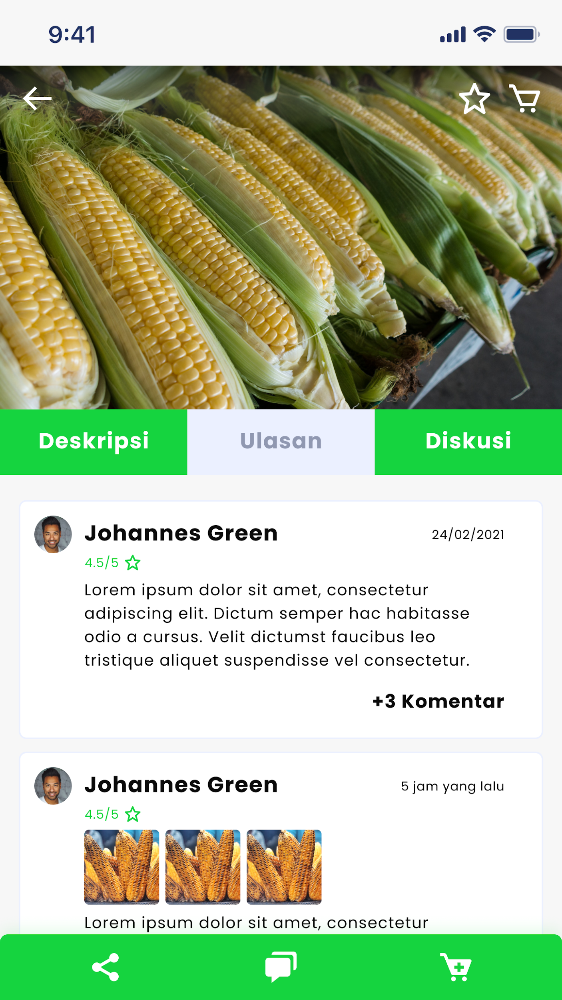 9:41
Deskripsi
Ulasan
Diskusi
Johannes Green
24/02/2021
4.5/5
Lorem ipsum dolor sit amet, consectetur
adipiscing elit. Dictum semper hac habitasse
odio a cursus. Velit dictumst faucibus leo
tristique aliquet suspendisse vel consectetur.
+3 Komentar
Johannes Green
5 jam yang lalu
4.5/5
Lorem ipsum dolor sit amet, consectetur